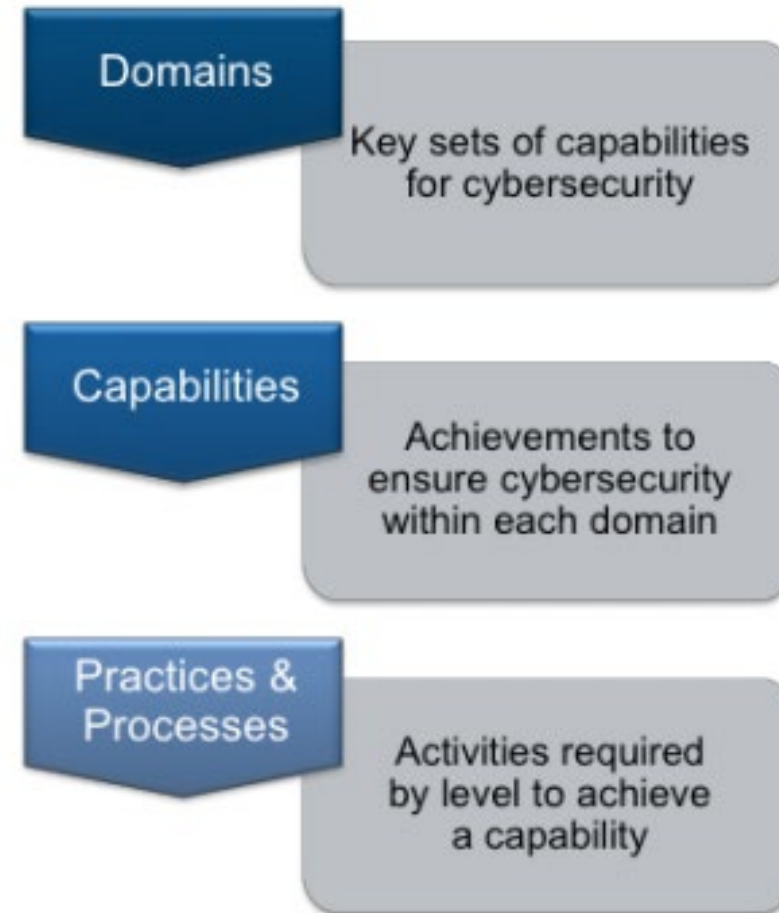 Domains
Key sets of capabilities
for cybersecurity
Capabilities
Achievements to
ensure cybersecurity
within each domain
Practices &
Processes
Activities required
by level to achieve
a capability